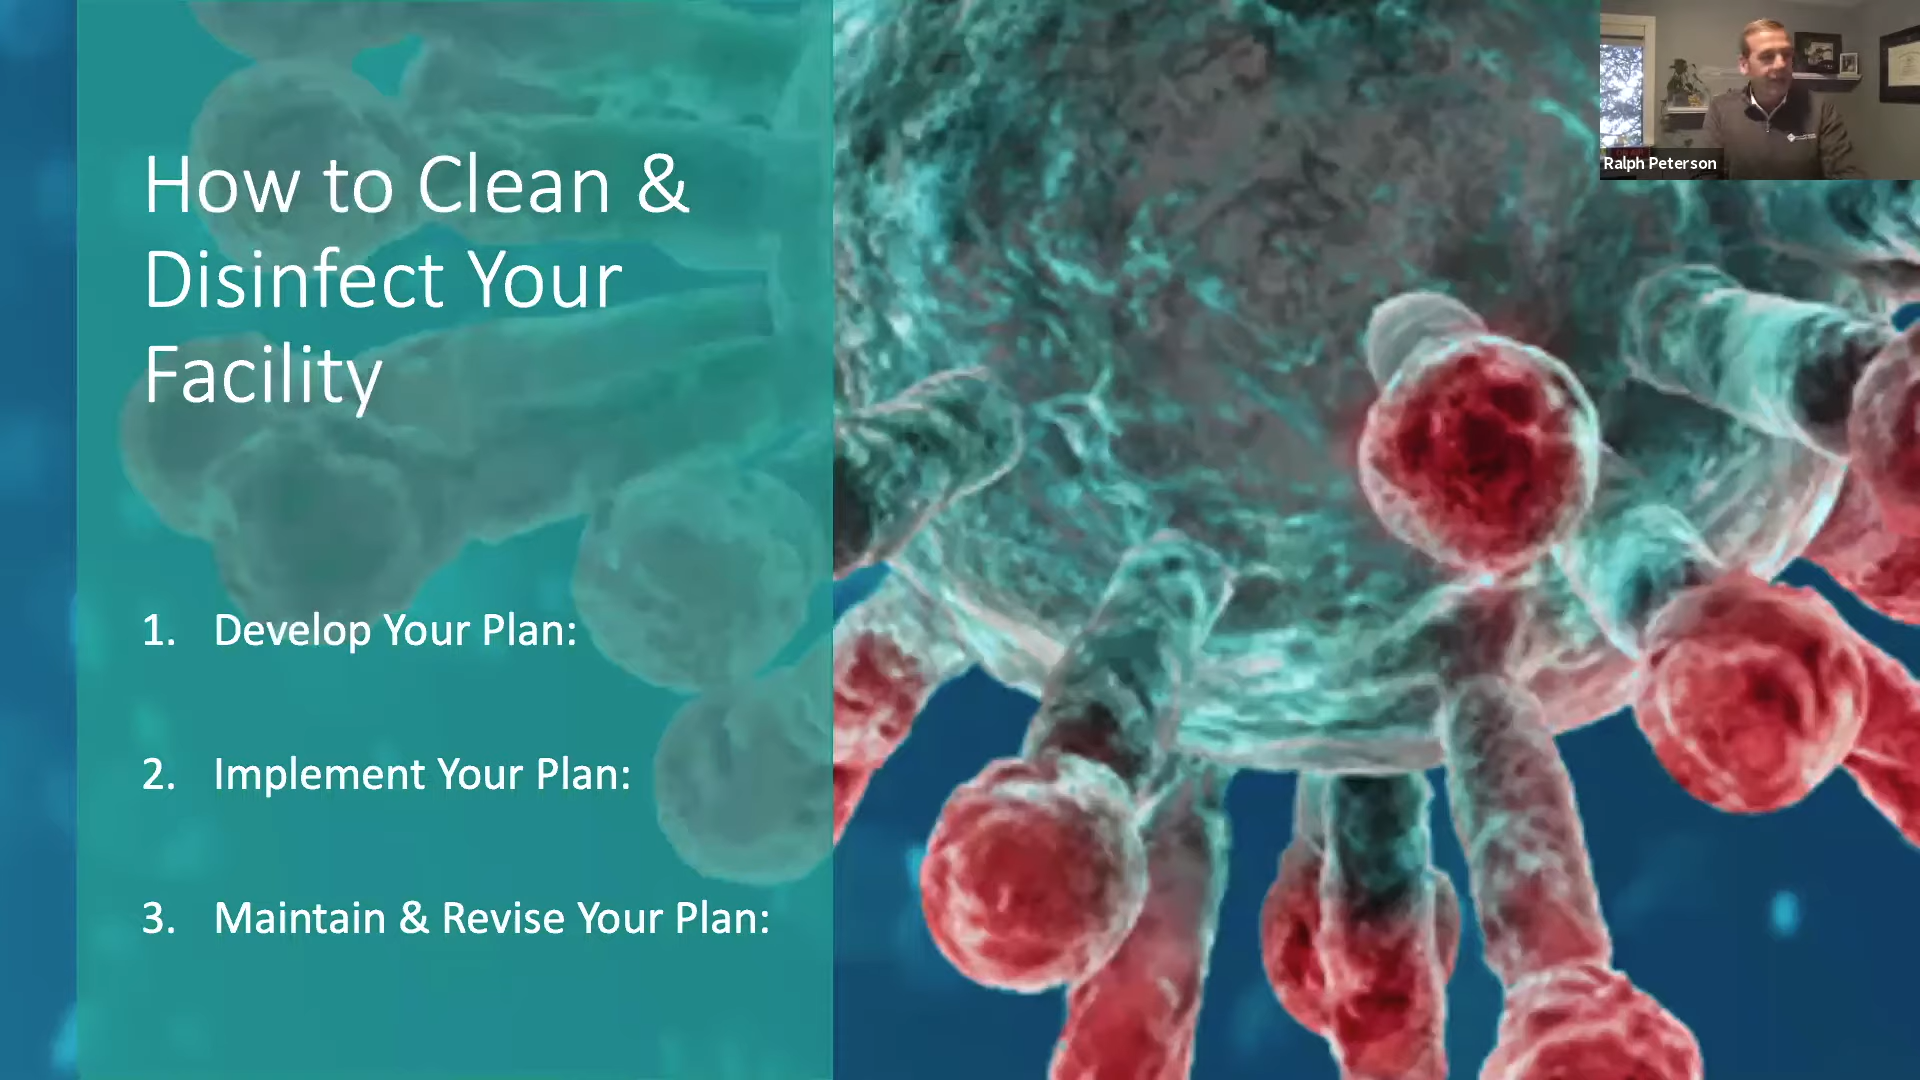 How to Clean &
Disinfect Your
Facility
1. Develop Your Plan:
2. Implement Your Plan:
3. Maintain & Revise Your Plan:
Ralph Peterson